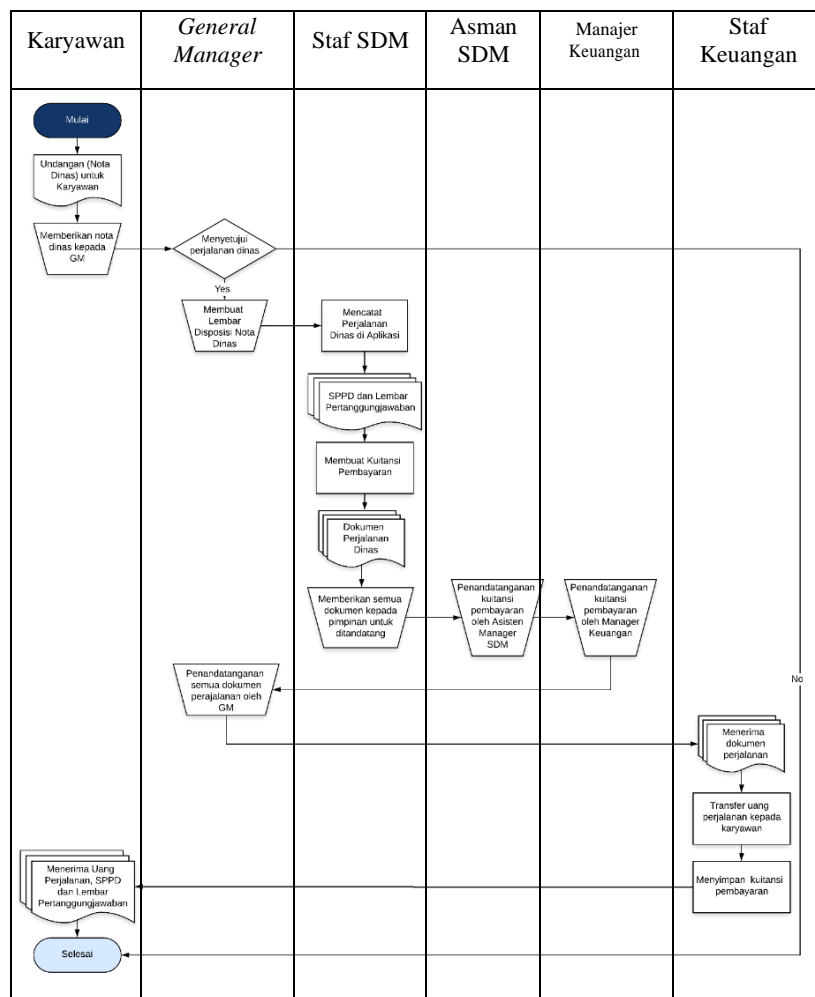 Karyawan
General
Manager
Staf SDM
Asman
SDM
Manajer
Keuangan
Staf
Keuangan
Mulai
Undangan (Nota
Dinas) untuk
Karyawan
Memberikan nota
dinas kepada
GM
Menyetujui
perjalanan dinas
Yes
Membuat
Lembar
Disposisi Nota
Dinas
Mencatat
Perjalanan
Dinas di Aplikasi
SPPD dan Lembar
Pertanggungjawaban
Membuat Kuitansi
Pembayaran
Dokumen
Perjalanan
Dinas
Memberikan semua
dokumen kepada
pimpinan untuk
ditandatang
Penandatanganan
kuitansi
pembayaran
oleh Asisten
Manager
SDM
Penandatanganan
kuitansi
pembayaran
oleh Manager
Keuangan
No
Penandatanganan
semua dokumen
perajalanan oleh
GM
Menerima
dokumen
perjalanan
Transfer uang
perjalanan kepada
karyawan
Menyimpan kuitansi
pembayaran
Menerima Uang
Perjalanan, SPPD
dan Lembar
Pertanggungjawaban
Selesai